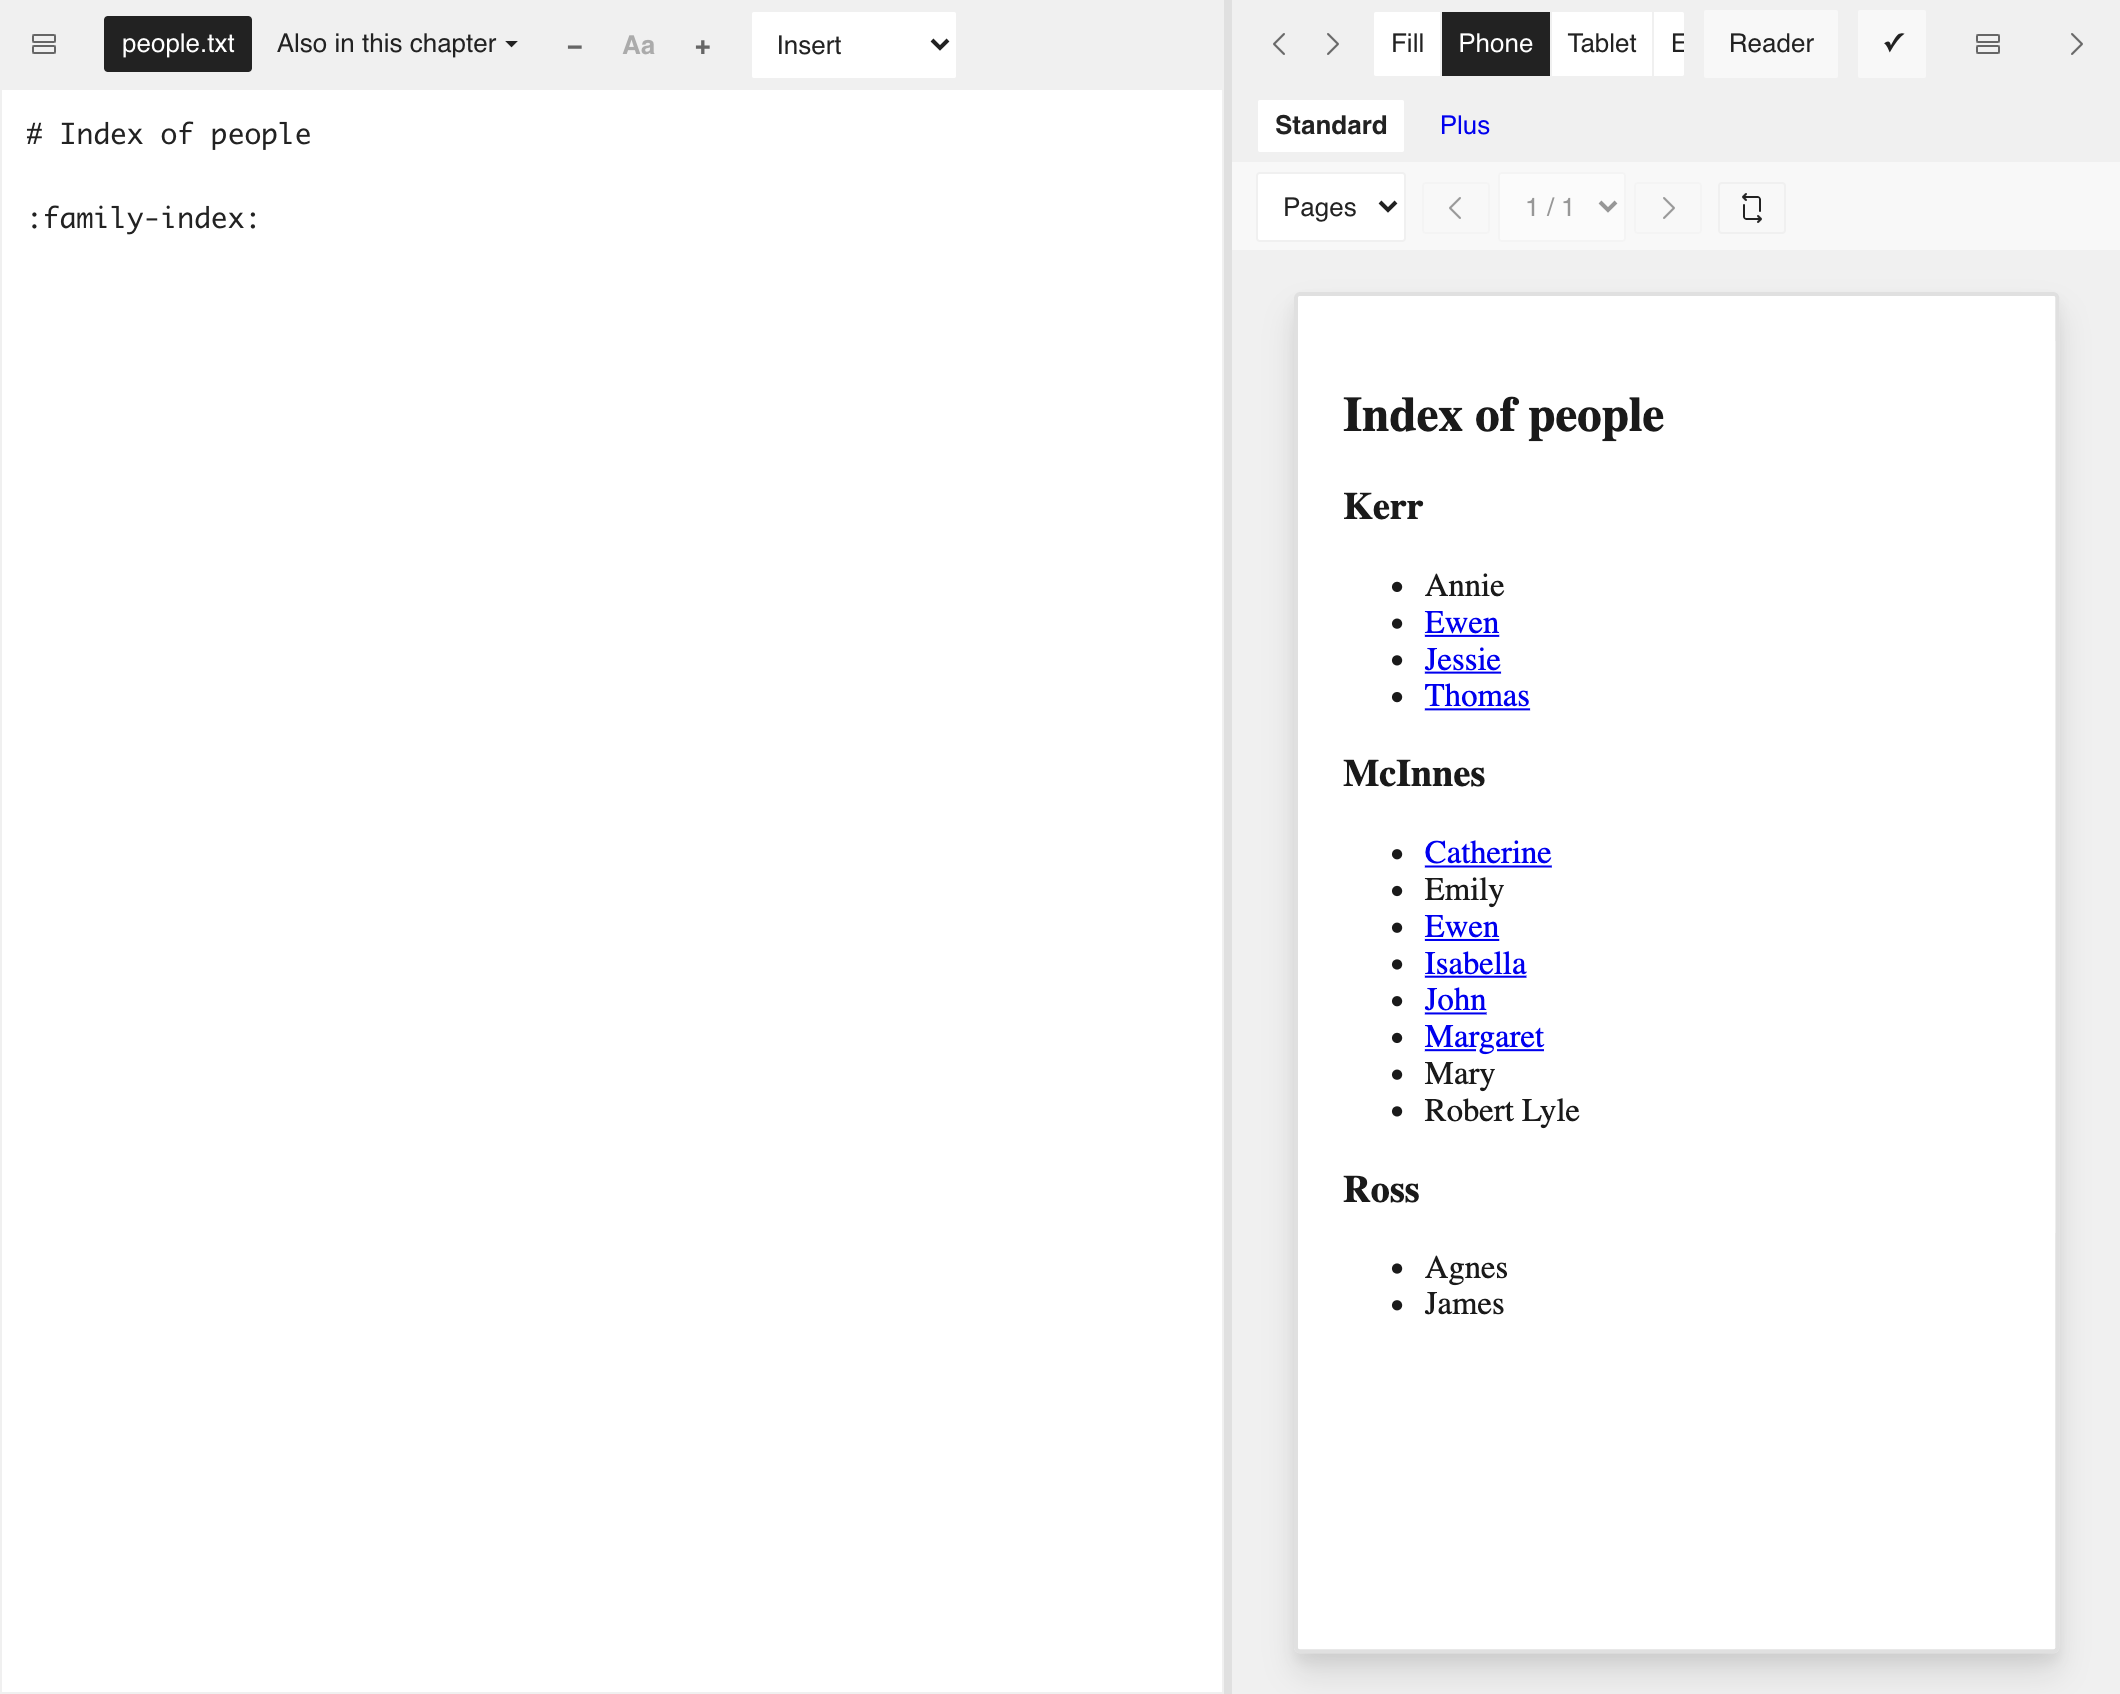 people.txt Also in this chapter - Aa + Insert
# Index of people
:family-index:
Fill Phone Tablet Reader ✓
Standard Plus
Pages 1 / 1
Index of people
Kerr
• Annie
• Ewen
• Jessie
• Thomas
McInnes
• Catherine
• Emily
• Ewen
• Isabella
• John
• Margaret
• Mary
• Robert Lyle
Ross
• Agnes
• James